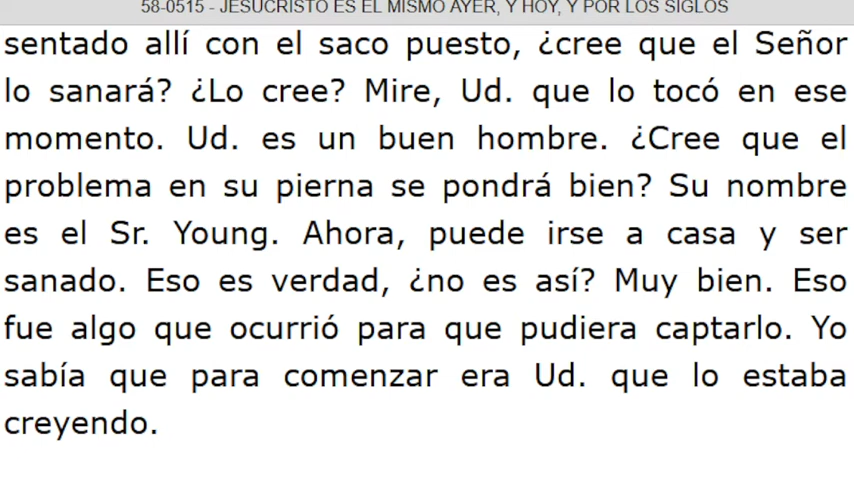 58-0515 - JESUCRISTO ES EL MISMO AYER, Y HOY, Y POR LOS SIGLOS
sentado allí con el saco puesto, ¿cree que el Señor
lo sanará? ¿Lo cree? Mire, Ud. que lo tocó en ese
momento. Ud. es un buen hombre. ¿Cree que el
problema en su pierna se pondrá bien? Su nombre
es el Sr. Young. Ahora, puede irse a casa y ser
sanado. Eso es verdad, ¿no es así? Muy bien. Eso
fue algo que ocurrió para que pudiera captarlo. Yo
sabía que para comenzar era Ud. que lo estaba
creyendo.